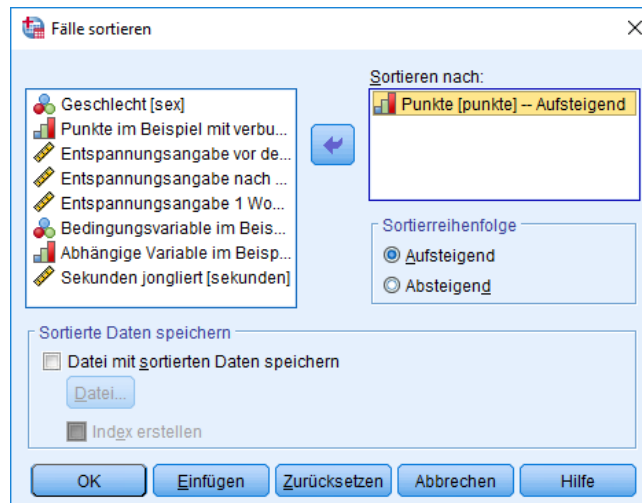 Fälle sortieren
Geschlecht [sex]
Punkte im Beispiel mit verbu...
Entspannungsangabe vor de...
Entspannungsangabe nach ...
Entspannungsangabe 1 Wo...
Bedingungsvariable im Beis...
Abhängige Variable im Beisp...
Sekunden jongliert [sekunden]
Sortieren nach:
Punkte [punkte] -- Aufsteigend
Sortierreihenfolge
Aufsteigend
Absteigend
Sortierte Daten speichern
Datei mit sortierten Daten speichern
Datei...
Index erstellen
OK Einfügen Zurücksetzen Abbrechen Hilfe